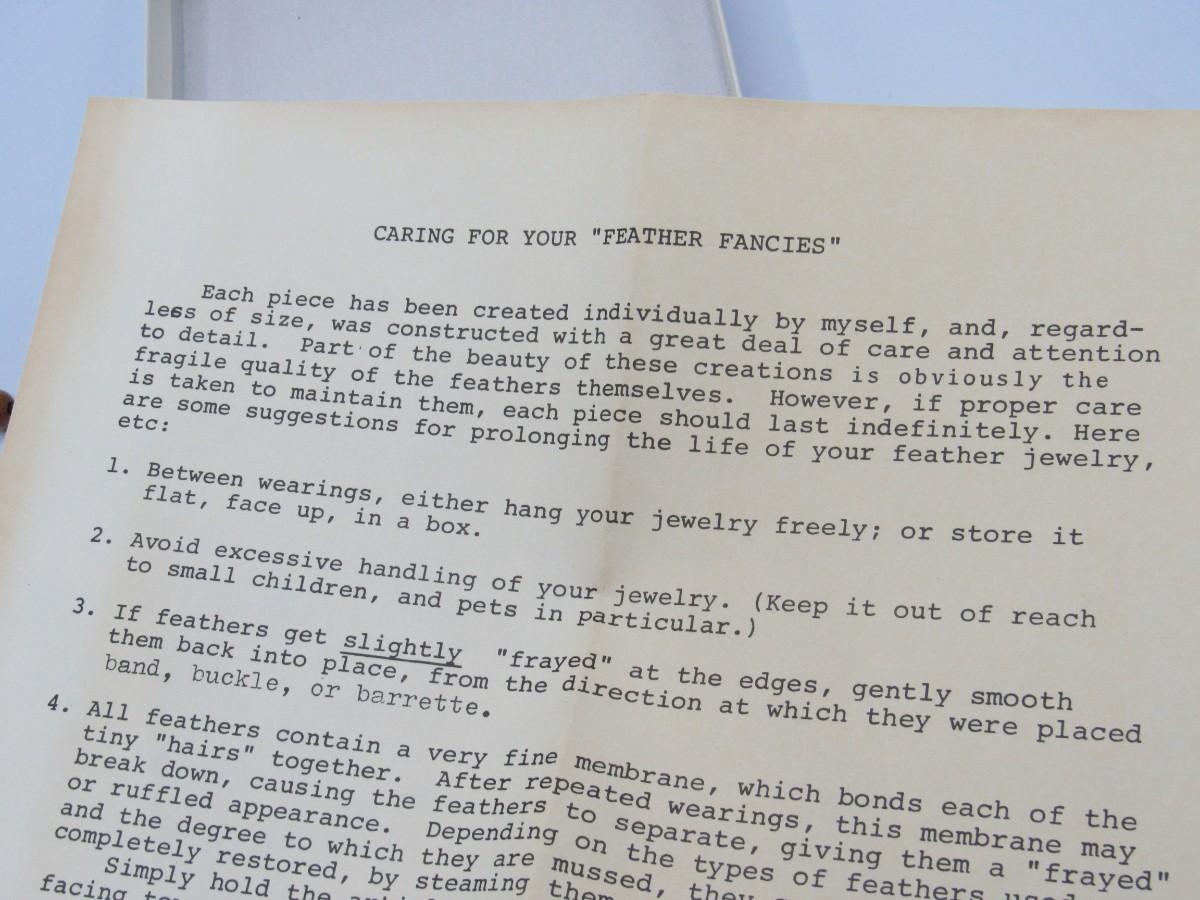 CARING FOR YOUR "FEATHER FANCIES"
Each piece has been created individually by myself, and, regard-
less of size, was constructed with a great deal of care and attention
to detail. Part of the beauty of these creations is obviously the
fragile quality of the feathers themselves. However, if proper care
is taken to maintain them, each piece should last indefinitely. Here
are some suggestions for prolonging the life of your feather jewelry,
etc:
1. Between wearings, either hang your jewelry freely; or store it
flat, face up, in a box.
2. Avoid excessive handling of your jewelry. (Keep it out of reach
to small children, and pets in particular.)
3. If feathers get slightly "frayed" at the edges, gently smooth
them back into place, from the direction at which they were placed
band, buckle, or barrette.
4. All feathers contain a very fine membrane, which bonds each of the
tiny "hairs" together. After repeated wearings, this membrane may
break down, causing the feathers to separate, giving them a "frayed"
or ruffled appearance. Depending on the types of feathers used
and the degree to which they are mussed, they
completely restored, by steaming them
Simply hold the
facing